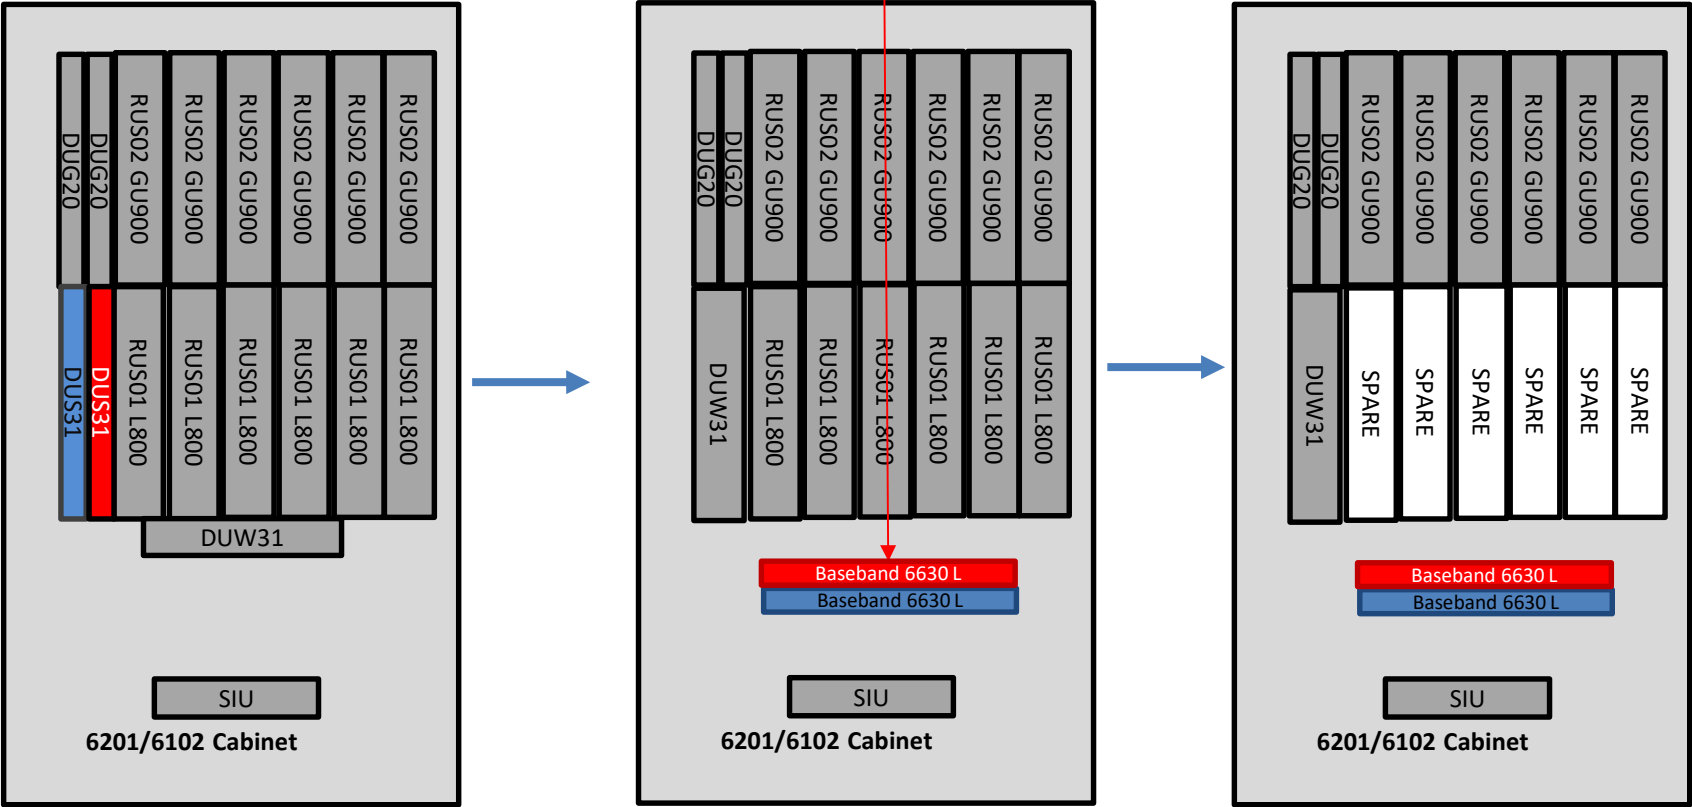 DUG20
DUG20
RUS02 GU900
RUS02 GU900
RUS02 GU900
RUS02 GU900
RUS02 GU900
RUS02 GU900
DUS31
DUS31
RUS01 L800
RUS01 L800
RUS01 L800
RUS01 L800
RUS01 L800
RUS01 L800
DUW31
SIU
6201/6102 Cabinet
DUG20
DUG20
RUS02 GU900
RUS02 GU900
RUS02 GU900
RUS02 GU900
RUS02 GU900
RUS02 GU900
DUW31
RUS01 L800
RUS01 L800
RUS01 L800
RUS01 L800
RUS01 L800
RUS01 L800
Baseband 6630 L
Baseband 6630 L
SIU
6201/6102 Cabinet
DUG20
DUG20
RUS02 GU900
RUS02 GU900
RUS02 GU900
RUS02 GU900
RUS02 GU900
RUS02 GU900
DUW31
SPARE
SPARE
SPARE
SPARE
SPARE
SPARE
Baseband 6630 L
Baseband 6630 L
SIU
6201/6102 Cabinet